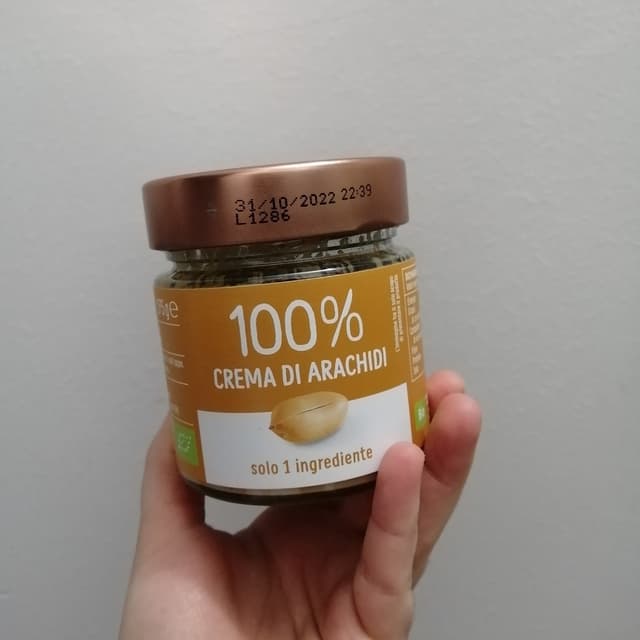 31/10/2022 22:39
L1286
100%
CREMA DI ARACHIDI
solo 1 ingrediente